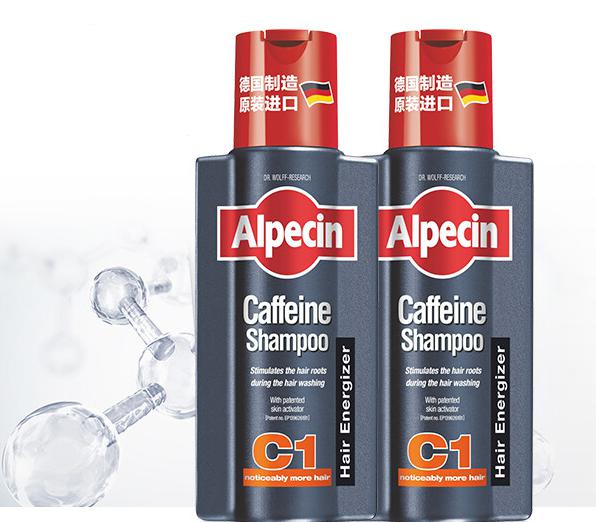 德国制造
原装进口
DR. WOLFF-RESEARCH
Alpecin
Caffeine
Shampoo
Stimulates the hair roots
during the hair washing
With patented
skin activator
C1
noticeably more hair
Hair Energizer
德国制造
原装进口
DR. WOLFF-RESEARCH
Alpecin
Caffeine
Shampoo
Stimulates the hair roots
during the hair washing
With patented
skin activator
C1
noticeably more hair
Hair Energizer